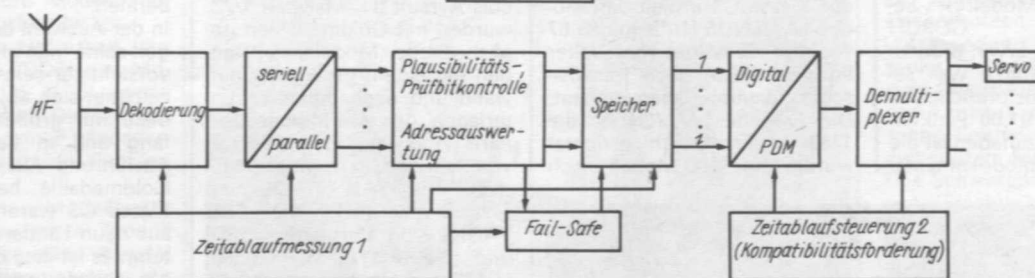 HF
Dekodierung
seriell
parallel
Plausibilitäts-,
Prüfbitkontrolle
Adressauswer-
tung
Speicher
1
i
Digital
PDM
Demulti-
plexer
Servo
Zeitablaufmessung 1
Fail-Safe
Zeitablaufsteuerung 2
(Kompatibilitätsforderung)